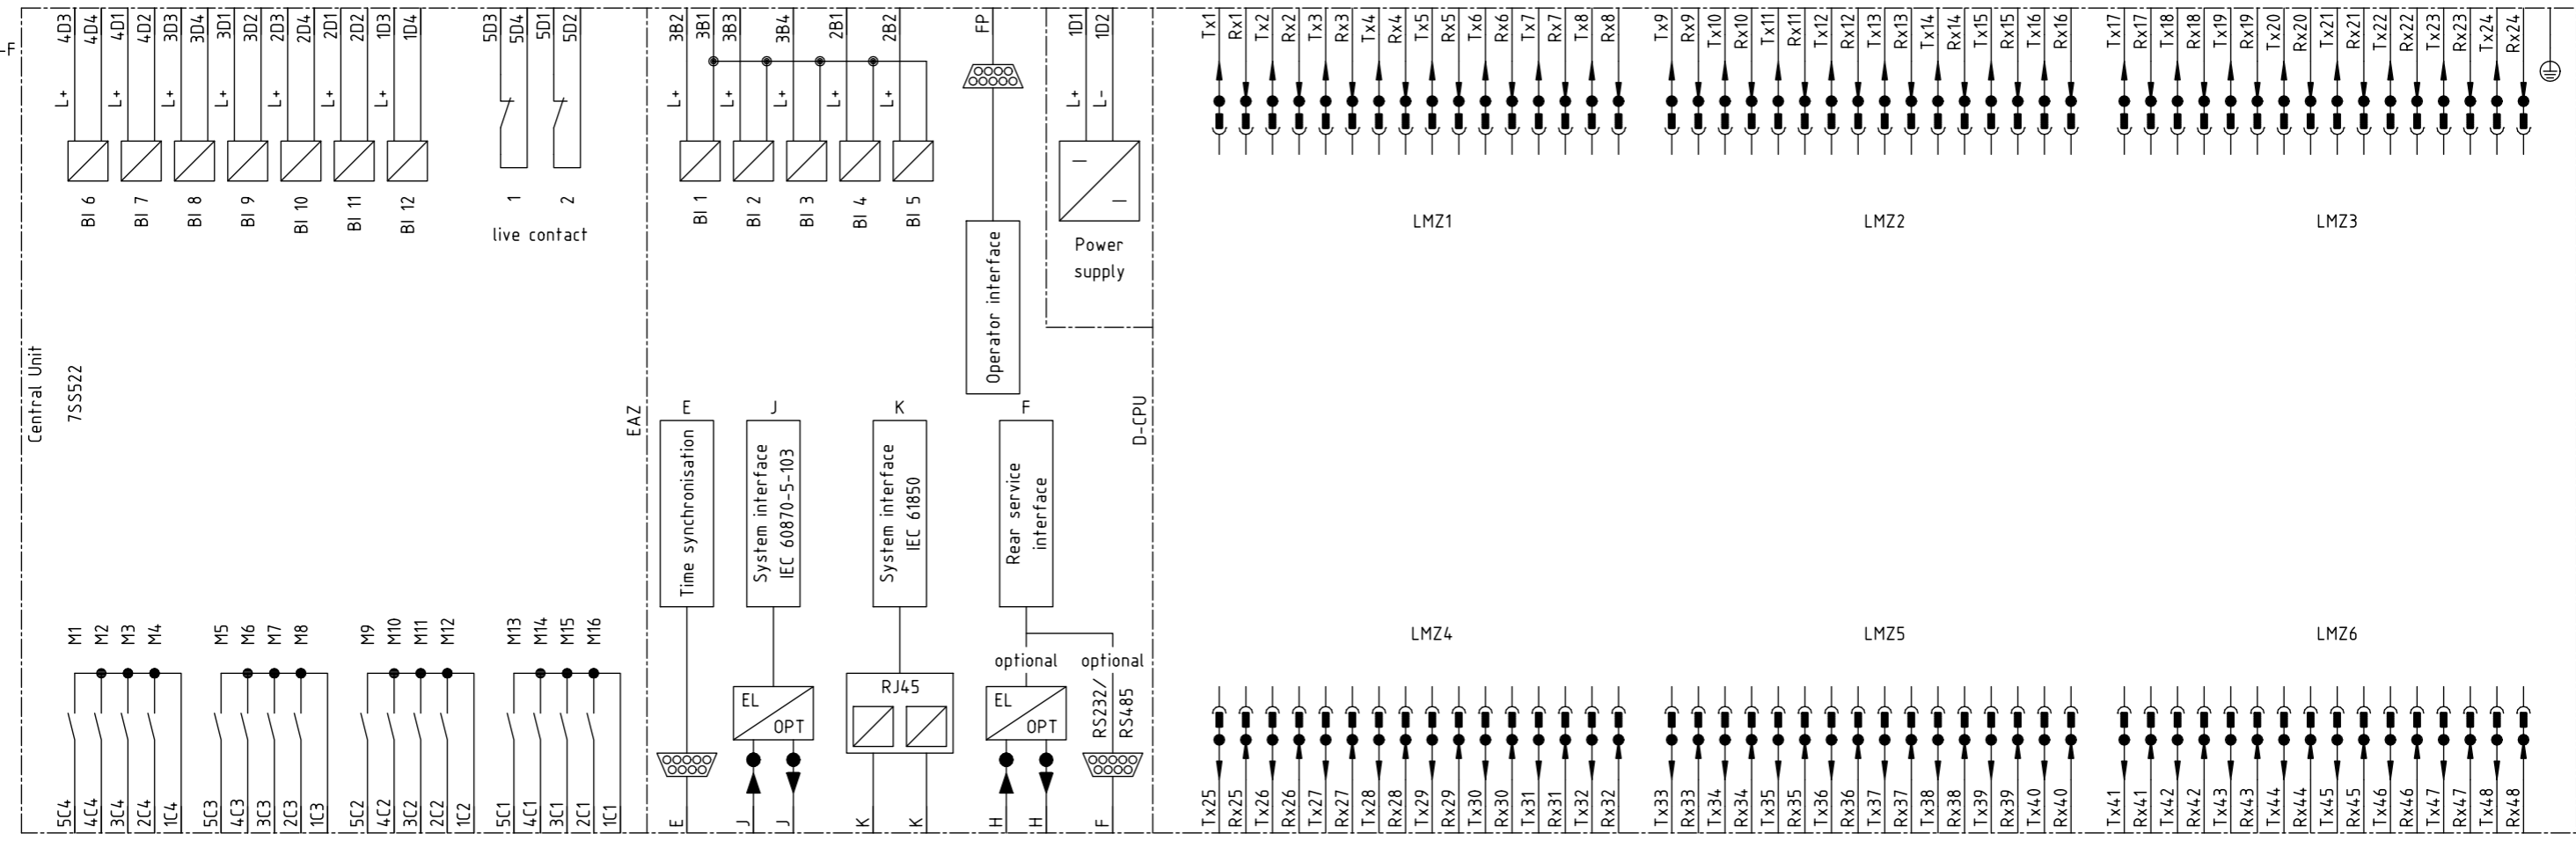 -F
4D3 4D4 4D1 4D2 3D3 3D4 3D1 3D2 2D3 2D4 2D1 2D2 1D3 1D4
L+ L+ L+ L+ L+ L+ L+
BI 6 BI 7 BI 8 BI 9 BI 10 BI 11 BI 12
5D3 5D4 5D1 5D2
1 2
live contact
3B2 3B1 3B3 3B4 2B1 2B2
L+ L+ L+ L+ L+
BI 1 BI 2 BI 3 BI 4 BI 5
FP
Operator interface
1D1 1D2
L+ L-
Power
supply
Tx1 Rx1 Tx2 Rx2 Tx3 Rx3 Tx4 Rx4 Tx5 Rx5 Tx6 Rx6 Tx7 Rx7 Tx8 Rx8
LMZ1
Tx9 Rx9 Tx10 Rx10 Tx11 Rx11 Tx12 Rx12 Tx13 Rx13 Tx14 Rx14 Tx15 Rx15 Tx16 Rx16
LMZ2
Tx17 Rx17 Tx18 Rx18 Tx19 Rx19 Tx20 Rx20 Tx21 Rx21 Tx22 Rx22 Tx23 Rx23 Tx24 Rx24
LMZ3
Central Unit
7SS522
EAZ
D-CPU
E
Time synchronisation
J
System interface
IEC 60870-5-103
K
System interface
IEC 61850
F
Rear service
interface
M1 M2 M3 M4
5C4 4C4 3C4 2C4 1C4
M5 M6 M7 M8
5C3 4C3 3C3 2C3 1C3
M9 M10 M11 M12
5C2 4C2 3C2 2C2 1C2
M13 M14 M15 M16
5C1 4C1 3C1 2C1 1C1
EL
OPT
RJ45
optional
EL
OPT
optional
RS232/
RS485
E J J K K H H F
LMZ4
Tx25 Rx25 Tx26 Rx26 Tx27 Rx27 Tx28 Rx28 Tx29 Rx29 Tx30 Rx30 Tx31 Rx31 Tx32 Rx32
LMZ5
Tx33 Rx33 Tx34 Rx34 Tx35 Rx35 Tx36 Rx36 Tx37 Rx37 Tx38 Rx38 Tx39 Rx39 Tx40 Rx40
LMZ6
Tx41 Rx41 Tx42 Rx42 Tx43 Rx43 Tx44 Rx44 Tx45 Rx45 Tx46 Rx46 Tx47 Rx47 Tx48 Rx48